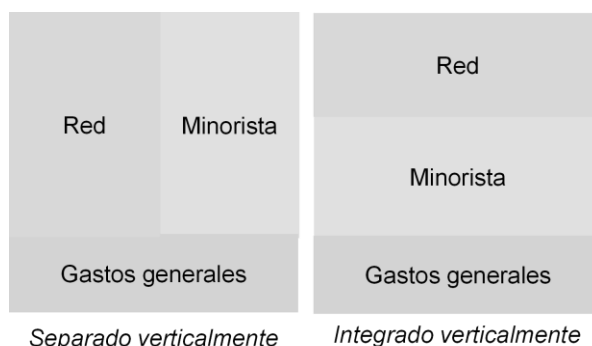 Red
Minorista
Gastos generales
Separado verticalmente
Red
Minorista
Gastos generales
Integrado verticalmente